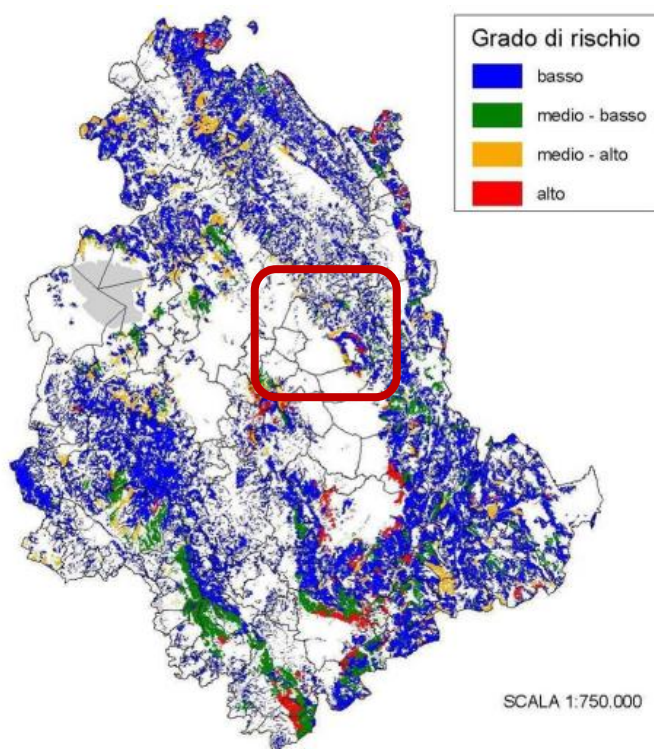 Grado di rischio
basso
medio - basso
medio - alto
alto
SCALA 1:750.000